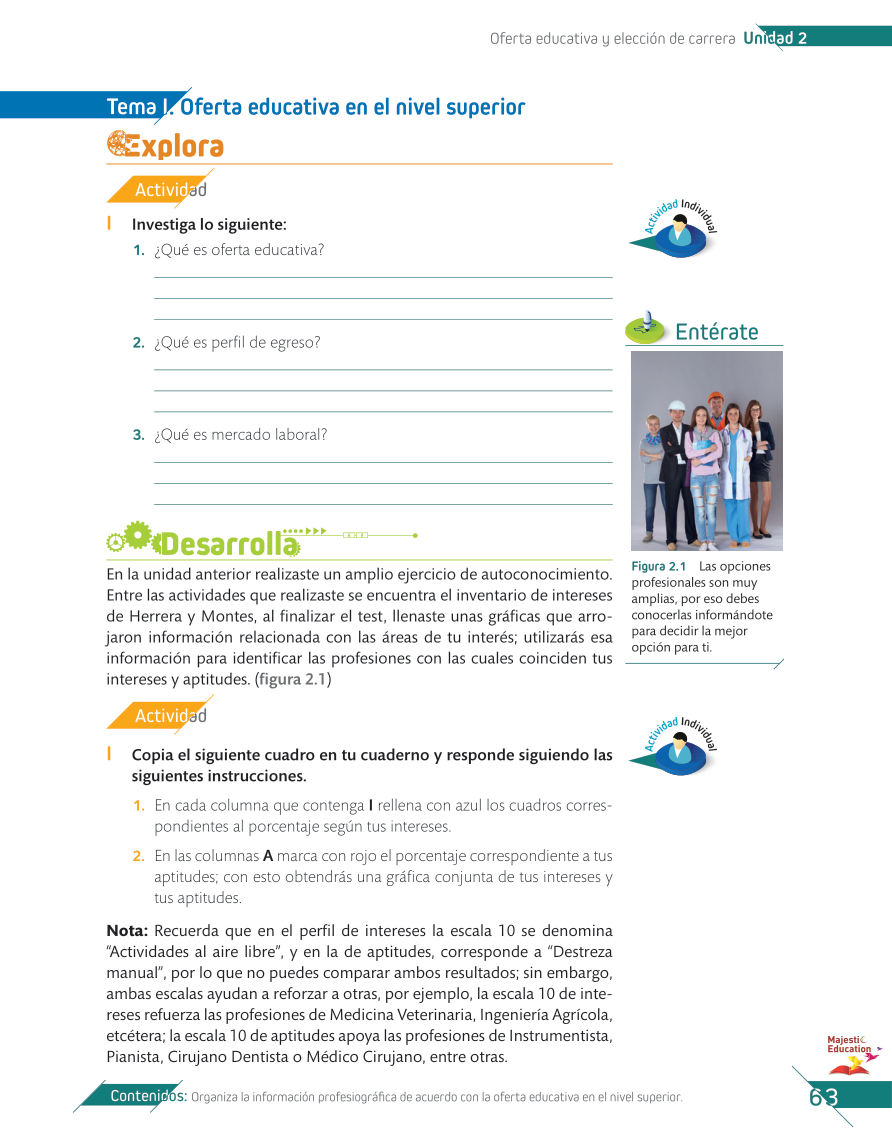 Oferta educativa y elección de carrera Unidad 2
Tema I. Oferta educativa en el nivel superior
Explora
Actividad
I Investiga lo siguiente:
1. ¿Qué es oferta educativa?
2. ¿Qué es perfil de egreso?
3. ¿Qué es mercado laboral?
Actividad Individual
Entérate
Figura 2.1 Las opciones
profesionales son muy
amplias, por eso debes
conocerlas informándote
para decidir la mejor
opción para ti.
Desarrolla
En la unidad anterior realizaste un amplio ejercicio de autoconocimiento.
Entre las actividades que realizaste se encuentra el inventario de intereses
de Herrera y Montes, al finalizar el test, llenaste unas gráficas que arro-
jaron información relacionada con las áreas de tu interés; utilizarás esa
información para identificar las profesiones con las cuales coinciden tus
intereses y aptitudes. (figura 2.1)
Actividad
Actividad Individual
I Copia el siguiente cuadro en tu cuaderno y responde siguiendo las
siguientes instrucciones.
1. En cada columna que contenga I rellena con azul los cuadros corres-
pondientes al porcentaje según tus intereses.
2. En las columnas A marca con rojo el porcentaje correspondiente a tus
aptitudes; con esto obtendrás una gráfica conjunta de tus intereses y
tus aptitudes.
Nota: Recuerda que en el perfil de intereses la escala 10 se denomina
“Actividades al aire libre”, y en la de aptitudes, corresponde a “Destreza
manual”, por lo que no puedes comparar ambos resultados; sin embargo,
ambas escalas ayudan a reforzar a otras, por ejemplo, la escala 10 de inte-
reses refuerza las profesiones de Medicina Veterinaria, Ingeniería Agrícola,
etcétera; la escala 10 de aptitudes apoya las profesiones de Instrumentista,
Pianista, Cirujano Dentista o Médico Cirujano, entre otras.
Majestic
Education
Contenidos: Organiza la información profesiográfica de acuerdo con la oferta educativa en el nivel superior.
63